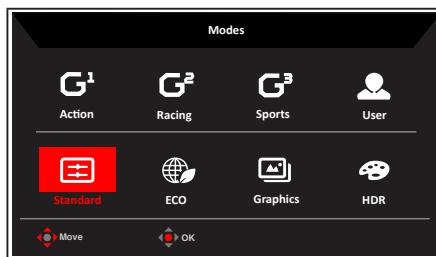 Modes
G¹ G² G³
Action Racing Sports User
Standard ECO Graphics HDR
Move OK